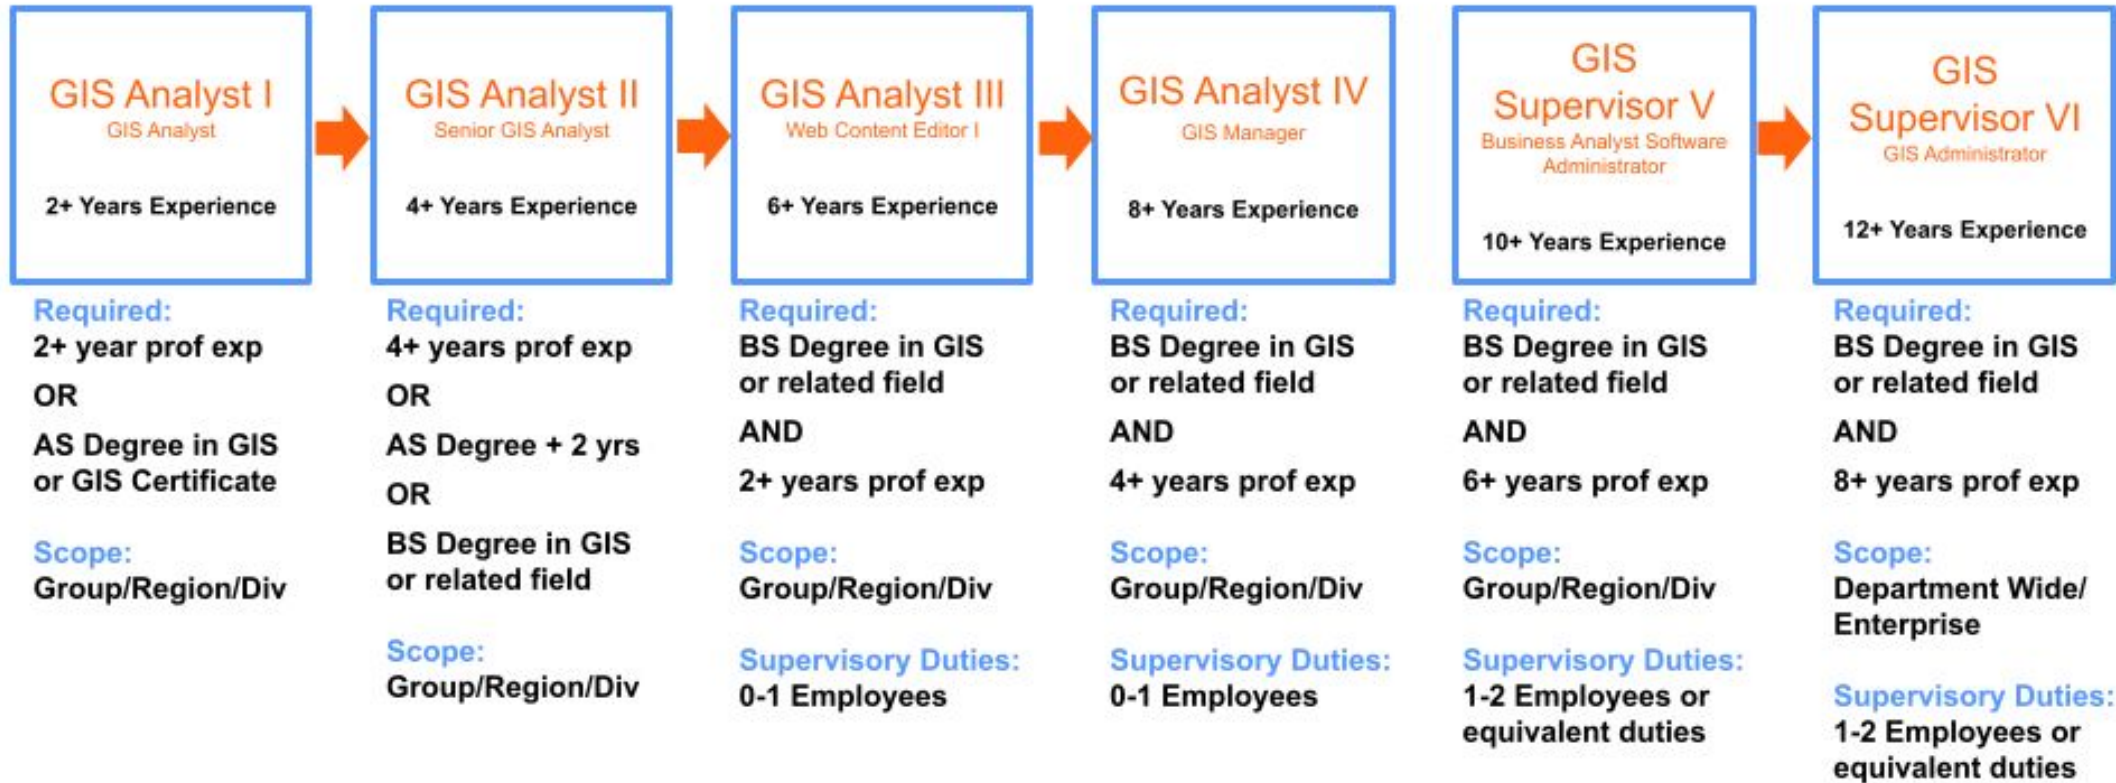 GIS Analyst I
GIS Analyst
2+ Years Experience
Required:
2+ year prof exp
OR
AS Degree in GIS
or GIS Certificate
Scope:
Group/Region/Div
GIS Analyst II
Senior GIS Analyst
4+ Years Experience
Required:
4+ years prof exp
OR
AS Degree + 2 yrs
OR
BS Degree in GIS
or related field
Scope:
Group/Region/Div
GIS Analyst III
Web Content Editor I
6+ Years Experience
Required:
BS Degree in GIS
or related field
AND
2+ years prof exp
Scope:
Group/Region/Div
Supervisory Duties:
0-1 Employees
GIS Analyst IV
GIS Manager
8+ Years Experience
Required:
BS Degree in GIS
or related field
AND
4+ years prof exp
Scope:
Group/Region/Div
Supervisory Duties:
0-1 Employees
GIS
Supervisor V
Business Analyst Software
Administrator
10+ Years Experience
Required:
BS Degree in GIS
or related field
AND
6+ years prof exp
Scope:
Group/Region/Div
Supervisory Duties:
1-2 Employees or
equivalent duties
GIS
Supervisor VI
GIS Administrator
12+ Years Experience
Required:
BS Degree in GIS
or related field
AND
8+ years prof exp
Scope:
Department Wide/
Enterprise
Supervisory Duties:
1-2 Employees or
equivalent duties